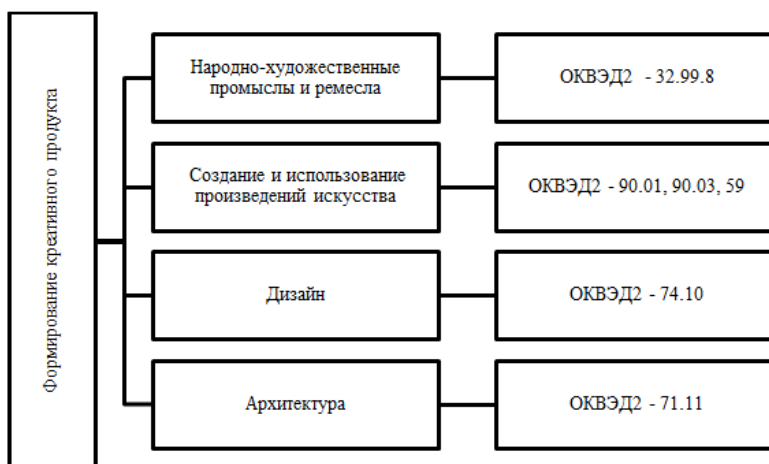 Формирование креативного продукта
Народно-художественные
промыслы и ремесла
ОКВЭД2 - 32.99.8
Создание и использование
произведений искусства
ОКВЭД2 - 90.01, 90.03, 59
Дизайн
ОКВЭД2 - 74.10
Архитектура
ОКВЭД2 - 71.11